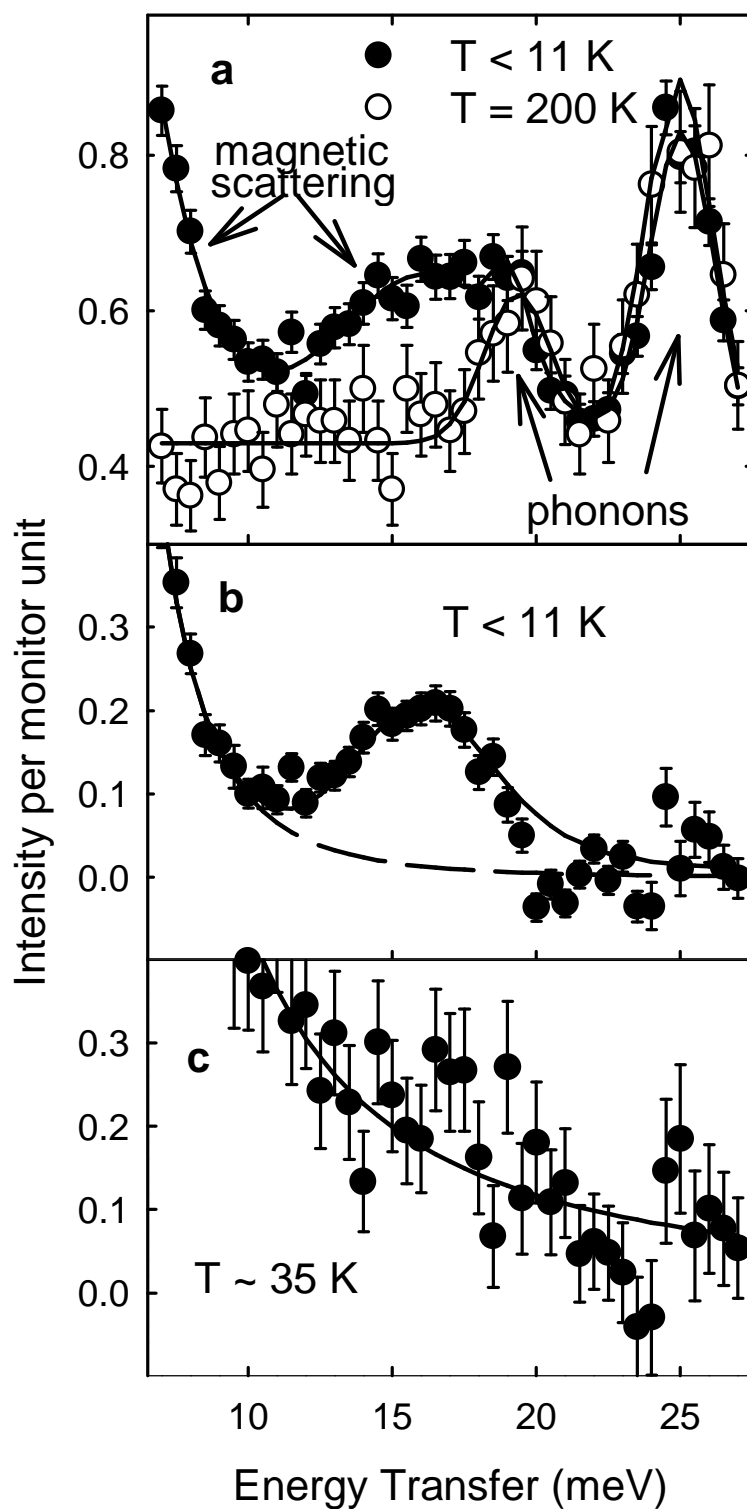 a
T < 11 K
T = 200 K
magnetic
scattering
0.8
0.6
0.4
phonons
b
T < 11 K
0.3
0.2
0.1
0.0
Intensity per monitor unit
c
0.3
0.2
0.1
0.0
T ~ 35 K
10 15 20 25
Energy Transfer (meV)